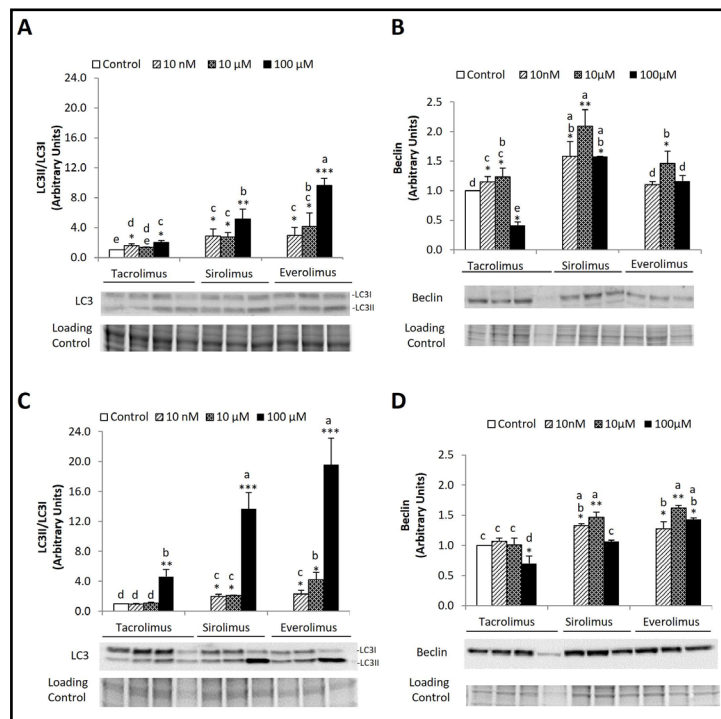 A
Control 10 nM 10 µM 100 µM
LC3II/LC3I
(Arbitrary Units)
24.0
20.0
16.0
12.0
8.0
4.0
0.0
e d * d e c * c * c * b ** c * b c * a ***
Tacrolimus Sirolimus Everolimus
LC3
-LC3I
-LC3II
Loading
Control
B
Control 10nM 10µM 100µM
Beclin
(Arbitrary Units)
2.5
2.0
1.5
1.0
0.5
0.0
d c * b c * e * a b * a ** a b * d b * d
Tacrolimus Sirolimus Everolimus
Beclin
Loading
Control
C
Control 10 nM 10 µM 100 µM
LC3II/LC3I
(Arbitrary Units)
24.0
20.0
16.0
12.0
8.0
4.0
0.0
d d d b ** c * c * a *** c * b * a ***
Tacrolimus Sirolimus Everolimus
LC3
-LC3I
-LC3II
Loading
Control
D
Control 10nM 10µM 100µM
Beclin
(Arbitrary Units)
2.5
2.0
1.5
1.0
0.5
0.0
c c c d * a b * a ** c a b * a ** a b *
Tacrolimus Sirolimus Everolimus
Beclin
Loading
Control